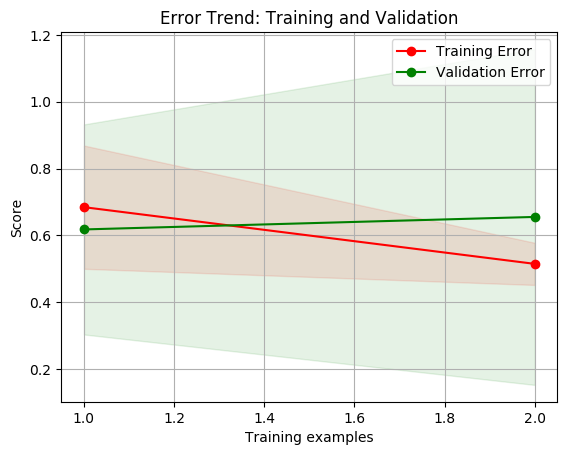 Error Trend: Training and Validation
Training Error
Validation Error
Score
1.2
1.0
0.8
0.6
0.4
0.2
1.0 1.2 1.4 1.6 1.8 2.0
Training examples